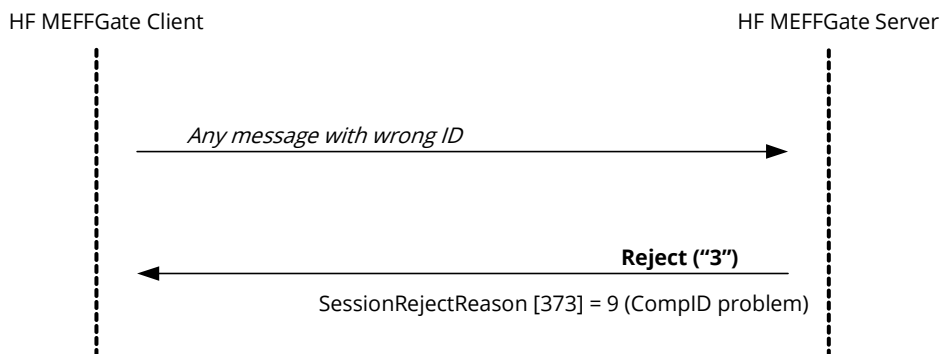 HF MEFFGate Client
HF MEFFGate Server
Any message with wrong ID
Reject (“3”)
SessionRejectReason [373] = 9 (CompID problem)